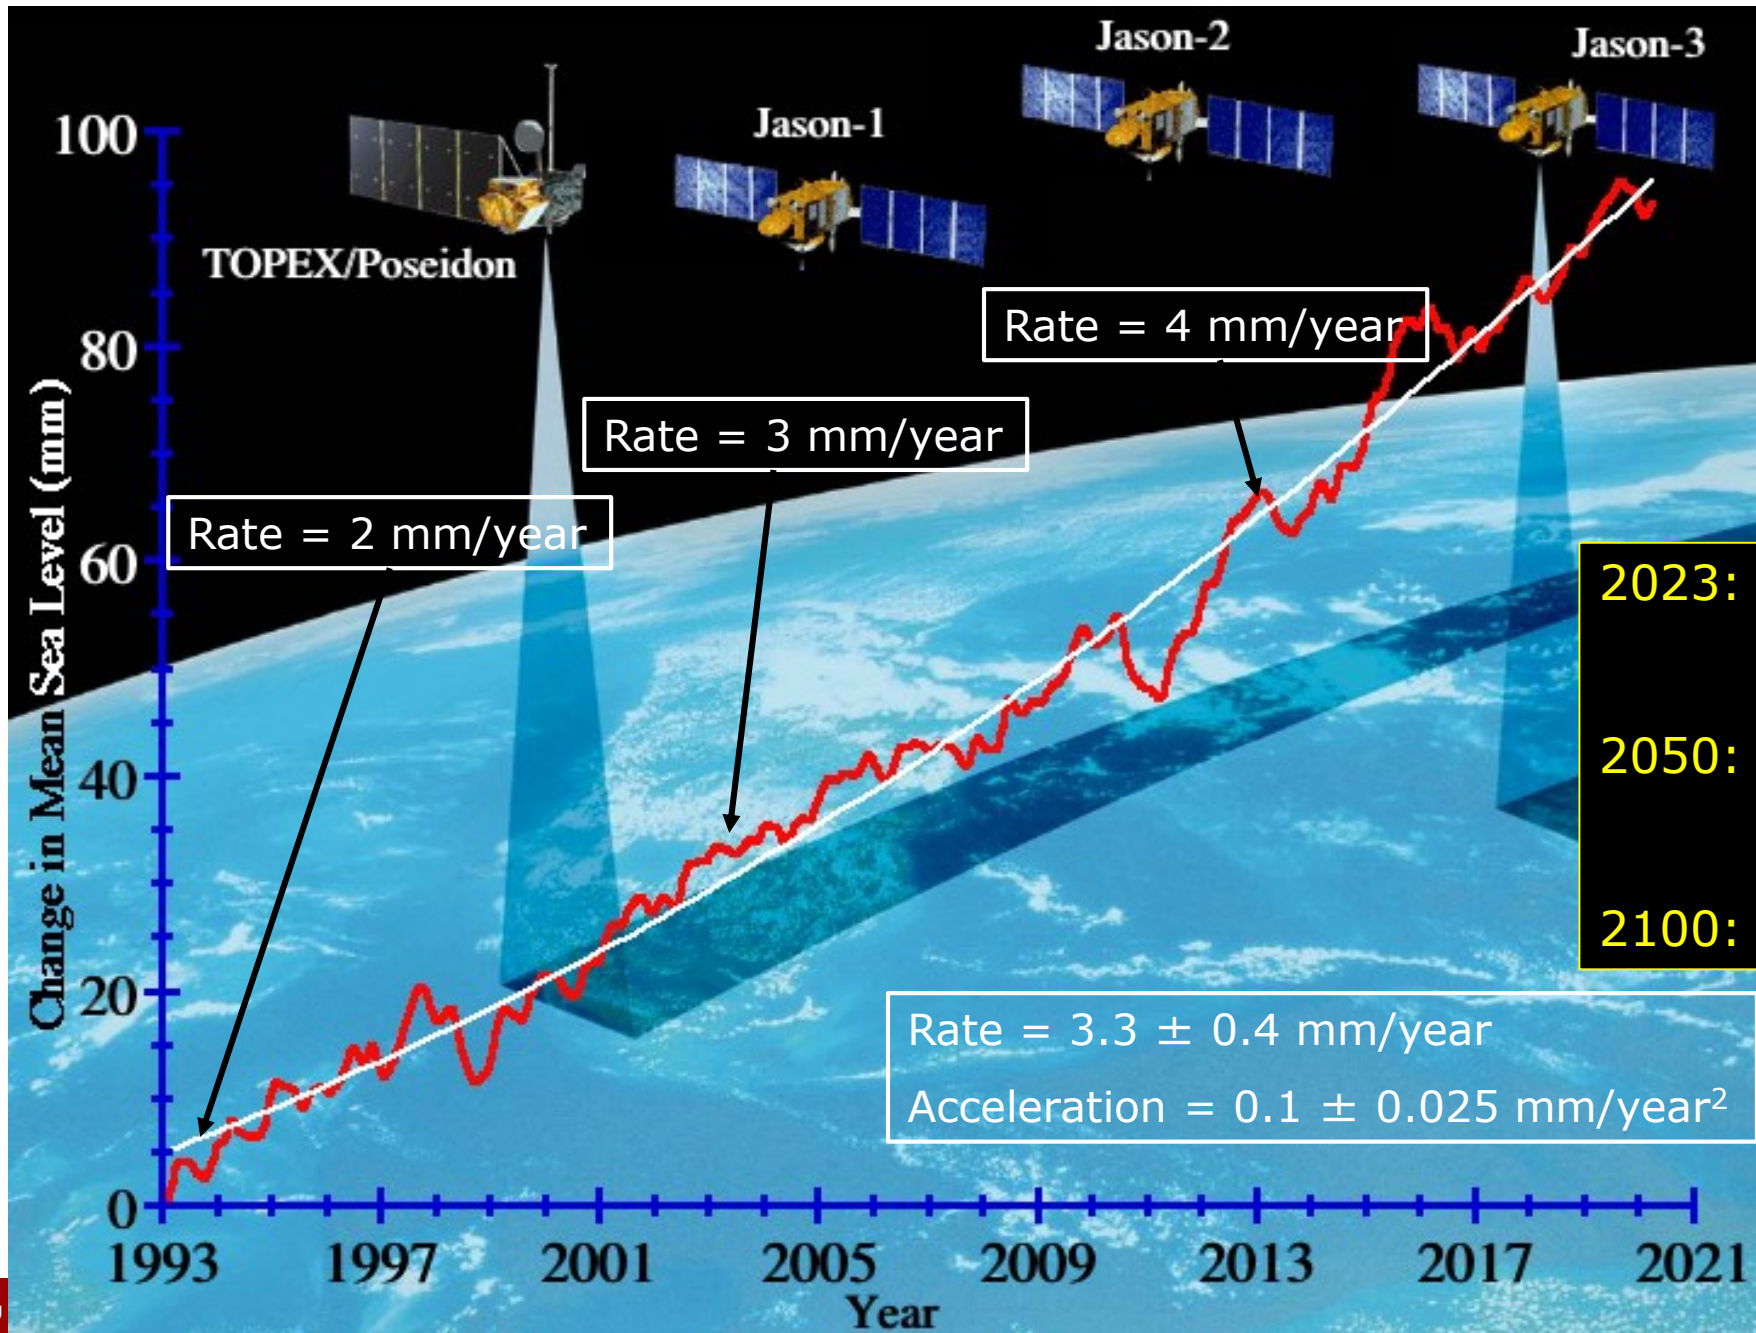 Jason-2
Jason-3
Jason-1
TOPEX/Poseidon
100
80
60
40
20
0
Change in Mean Sea Level (mm)
Rate = 4 mm/year
Rate = 3 mm/year
Rate = 2 mm/year
2023:
2050:
2100:
Rate = 3.3 ± 0.4 mm/year
Acceleration = 0.1 ± 0.025 mm/year²
1993 1997 2001 2005 2009 2013 2017 2021
Year